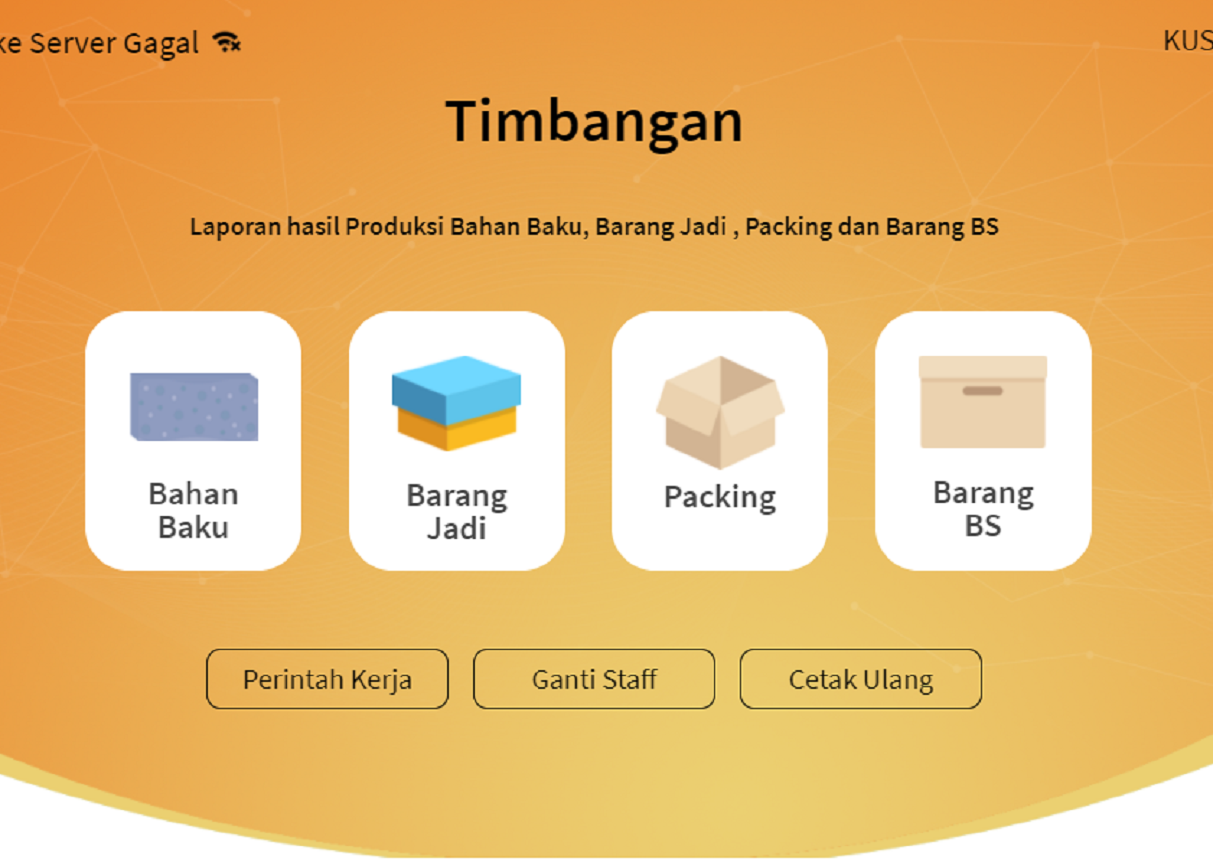 ke Server Gagal
KUS
Timbangan
Laporan hasil Produksi Bahan Baku, Barang Jadi , Packing dan Barang BS
Bahan
Baku
Barang
Jadi
Packing
Barang
BS
Perintah Kerja
Ganti Staff
Cetak Ulang